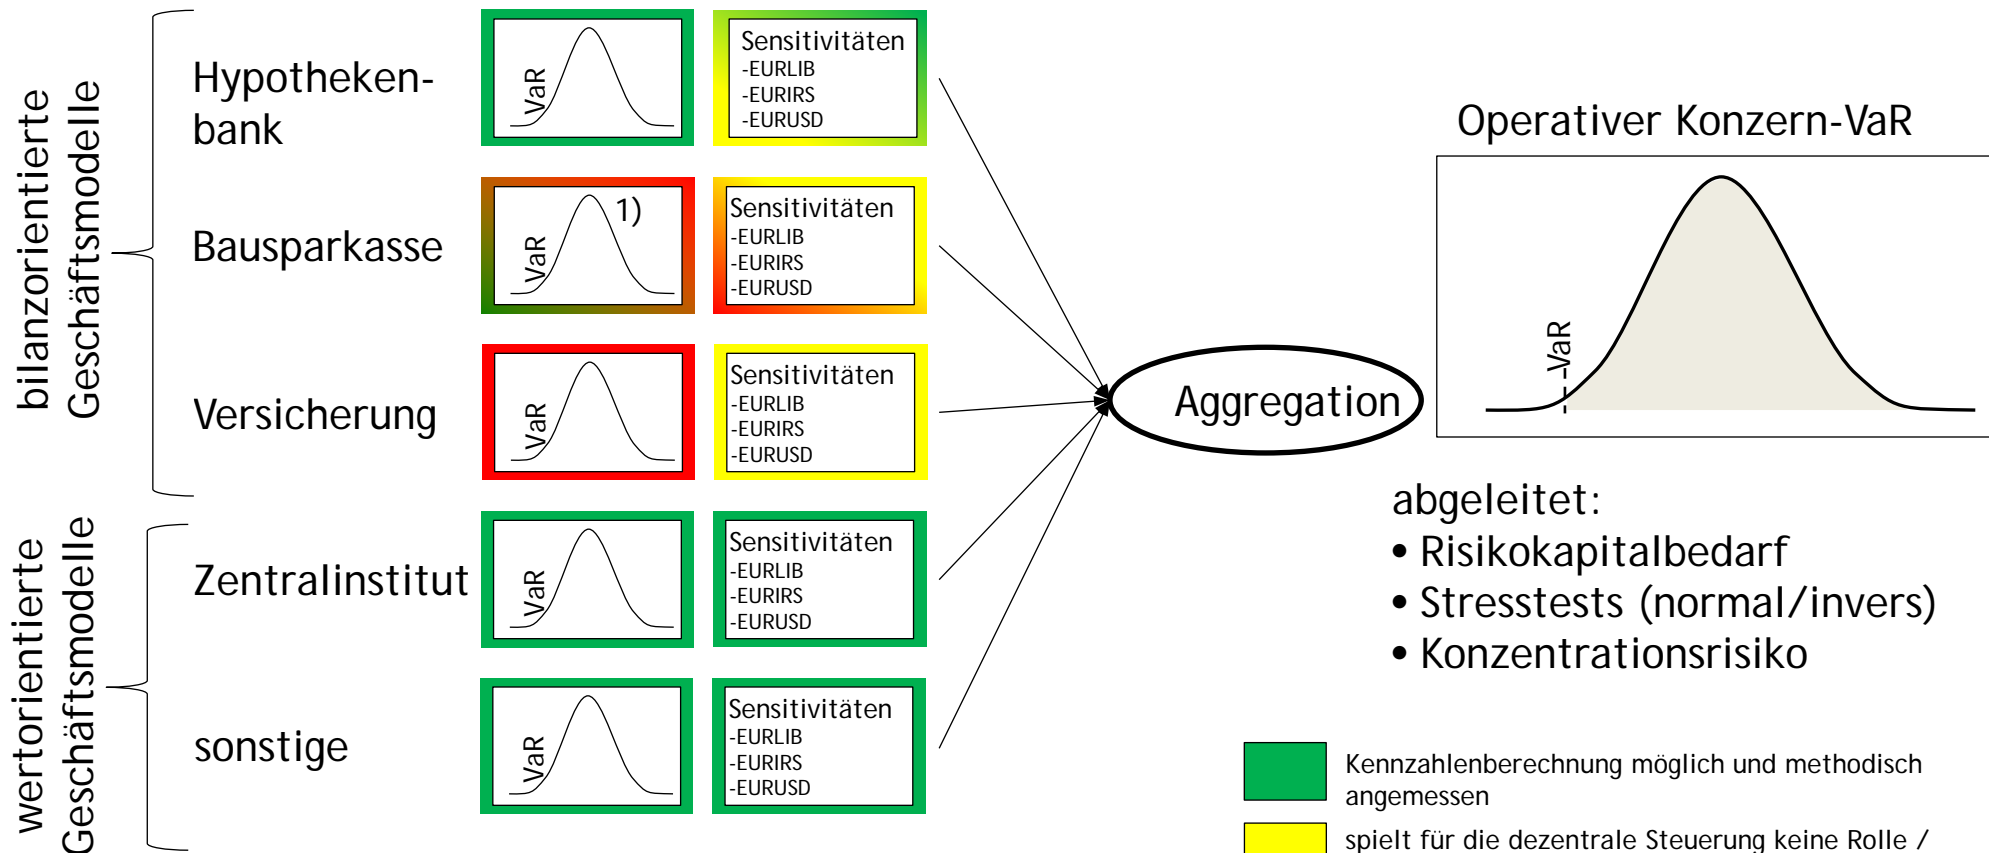 bilanzorientierte
Geschäftsmodelle
Hypotheken-
bank
VaR
Sensitivitäten
-EURLIB
-EURIRS
-EURUSD
Bausparkasse
VaR
1)
Sensitivitäten
-EURLIB
-EURIRS
-EURUSD
Versicherung
VaR
Sensitivitäten
-EURLIB
-EURIRS
-EURUSD
wertorientierte
Geschäftsmodelle
Zentralinstitut
VaR
Sensitivitäten
-EURLIB
-EURIRS
-EURUSD
sonstige
VaR
Sensitivitäten
-EURLIB
-EURIRS
-EURUSD
Aggregation
Operativer Konzern-VaR
VaR
abgeleitet:
• Risikokapitalbedarf
• Stresstests (normal/invers)
• Konzentrationsrisiko
Kennzahlenberechnung möglich und methodisch
angemessen
spielt für die dezentrale Steuerung keine Rolle /